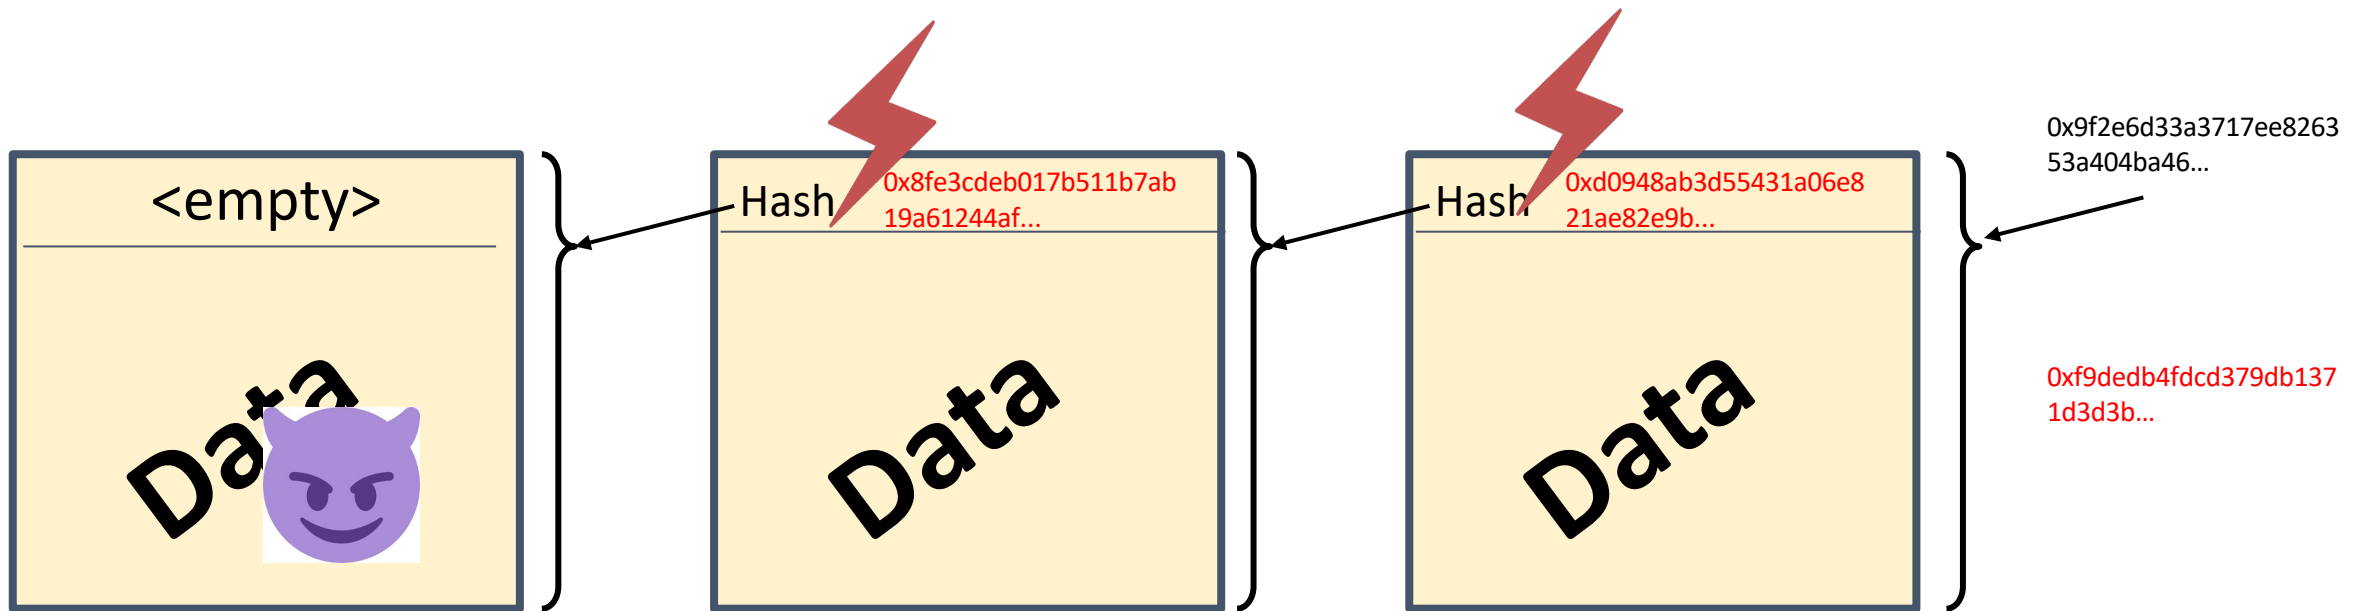 <empty>
Data
Hash
0x8fe3cdeb017b511b7ab
19a61244af...
Data
Hash
0xd0948ab3d55431a06e8
21ae82e9b...
Data
0x9f2e6d33a3717ee8263
53a404ba46...
0xf9dedb4fdcd379db137
1d3d3b...